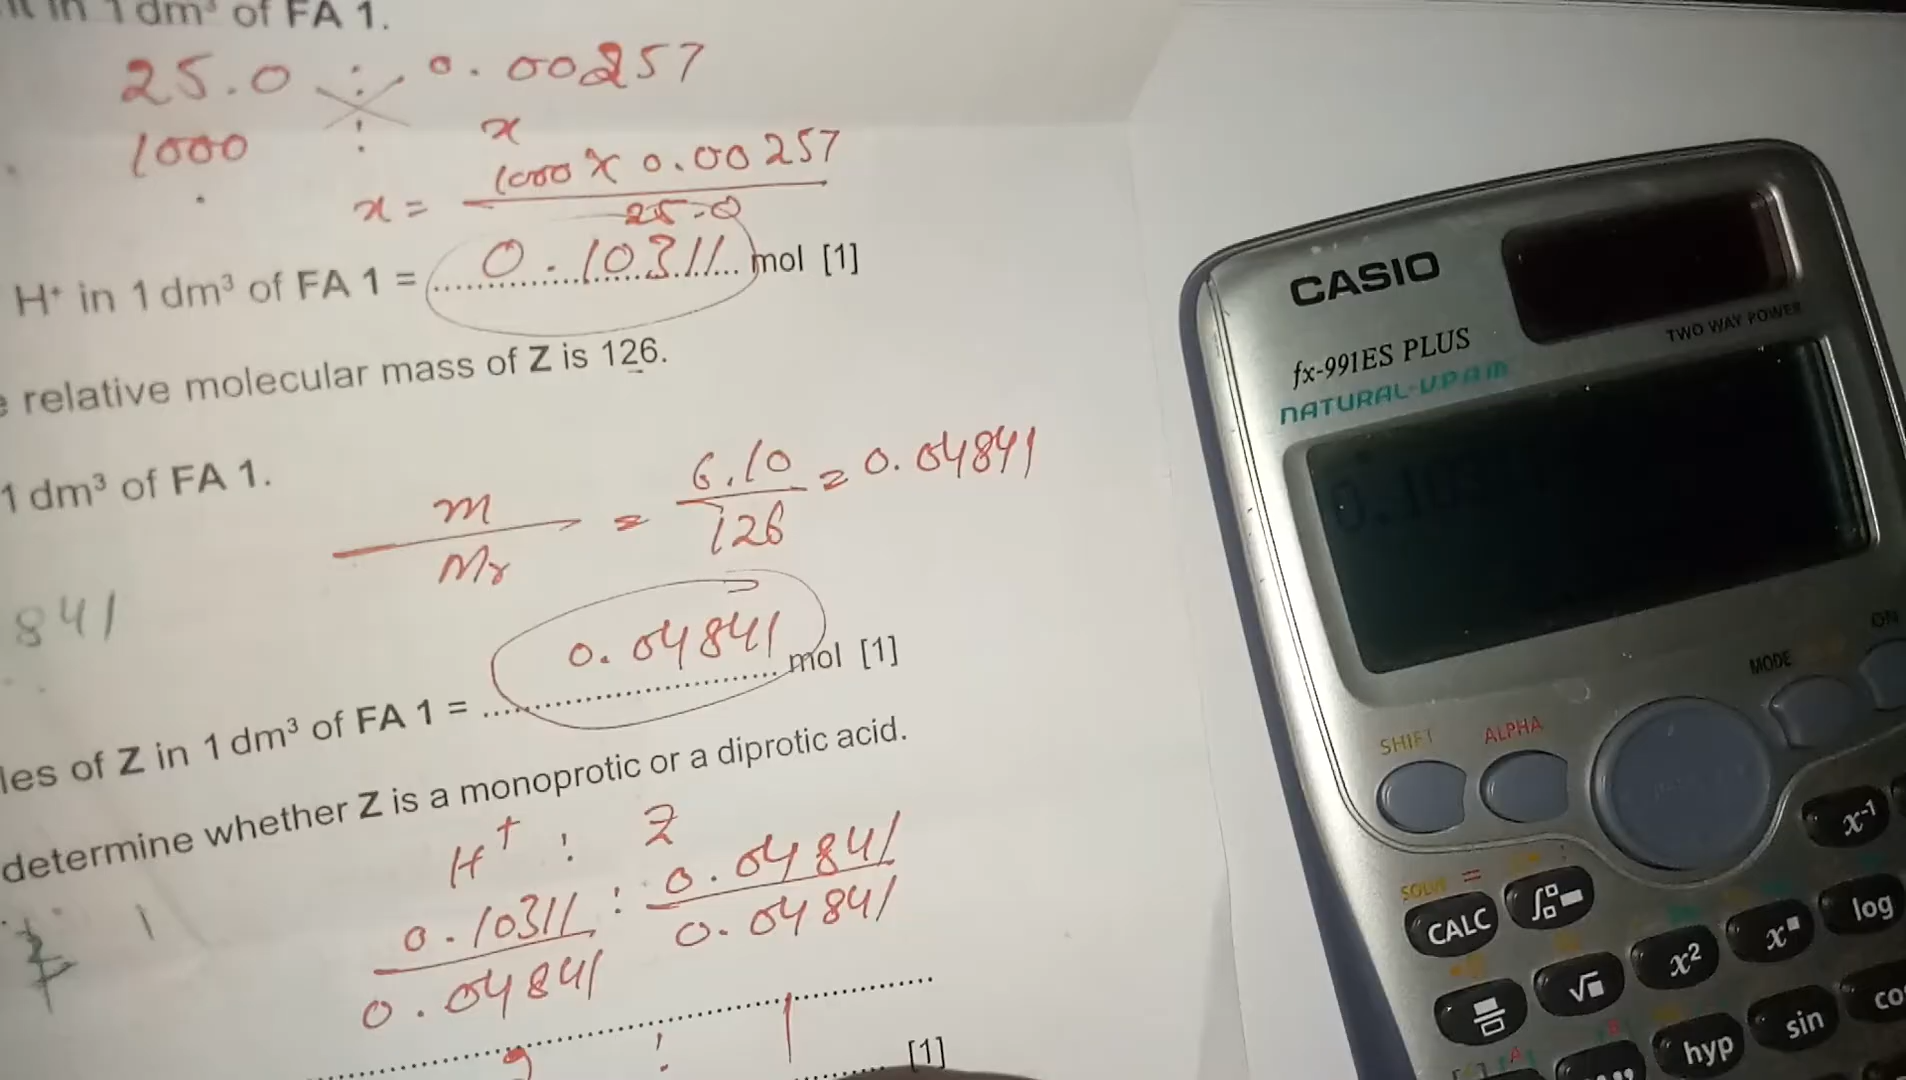 in 1 dm³ of FA 1.
25.0 : 0.00257
1000 : x
x = 1000 x 0.00257
25.0
H⁺ in 1 dm³ of FA 1 = 0.10311 mol [1]
relative molecular mass of Z is 126.
1 dm³ of FA 1.
m / Mr = 6.10 / 126 = 0.04841
841
les of Z in 1 dm³ of FA 1 = 0.04841 mol [1]
determine whether Z is a monoprotic or a diprotic acid.
H⁺ : Z
0.10311 : 0.04841
0.04841 0.04841
: 1
[1]
CASIO
fx-991ES PLUS
NATURAL-V.P.A.M.
TWO WAY POWER
0.103
SHIFT ALPHA MODE ON
SOLVE =
CALC x⁻¹
√ x² x■ log
hyp sin cos